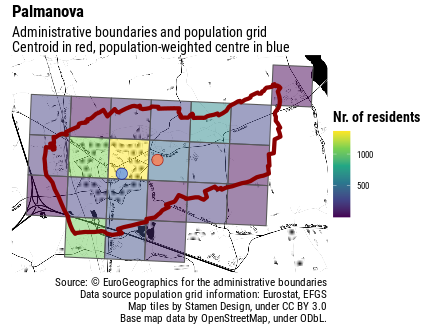 Palmanova
Administrative boundaries and population grid
Centroid in red, population-weighted centre in blue
Nr. of residents
1000
500
Source: © EuroGeographics for the administrative boundaries
Data source population grid information: Eurostat, EFGS
Map tiles by Stamen Design, under CC BY 3.0
Base map data by OpenStreetMap, under ODbL.